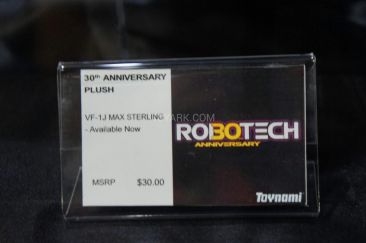 30th ANNIVERSARY
PLUSH
VF-1J MAX STERLING
- Available Now
MSRP $30.00
ROBOTECH
ANNIVERSARY
Toynami